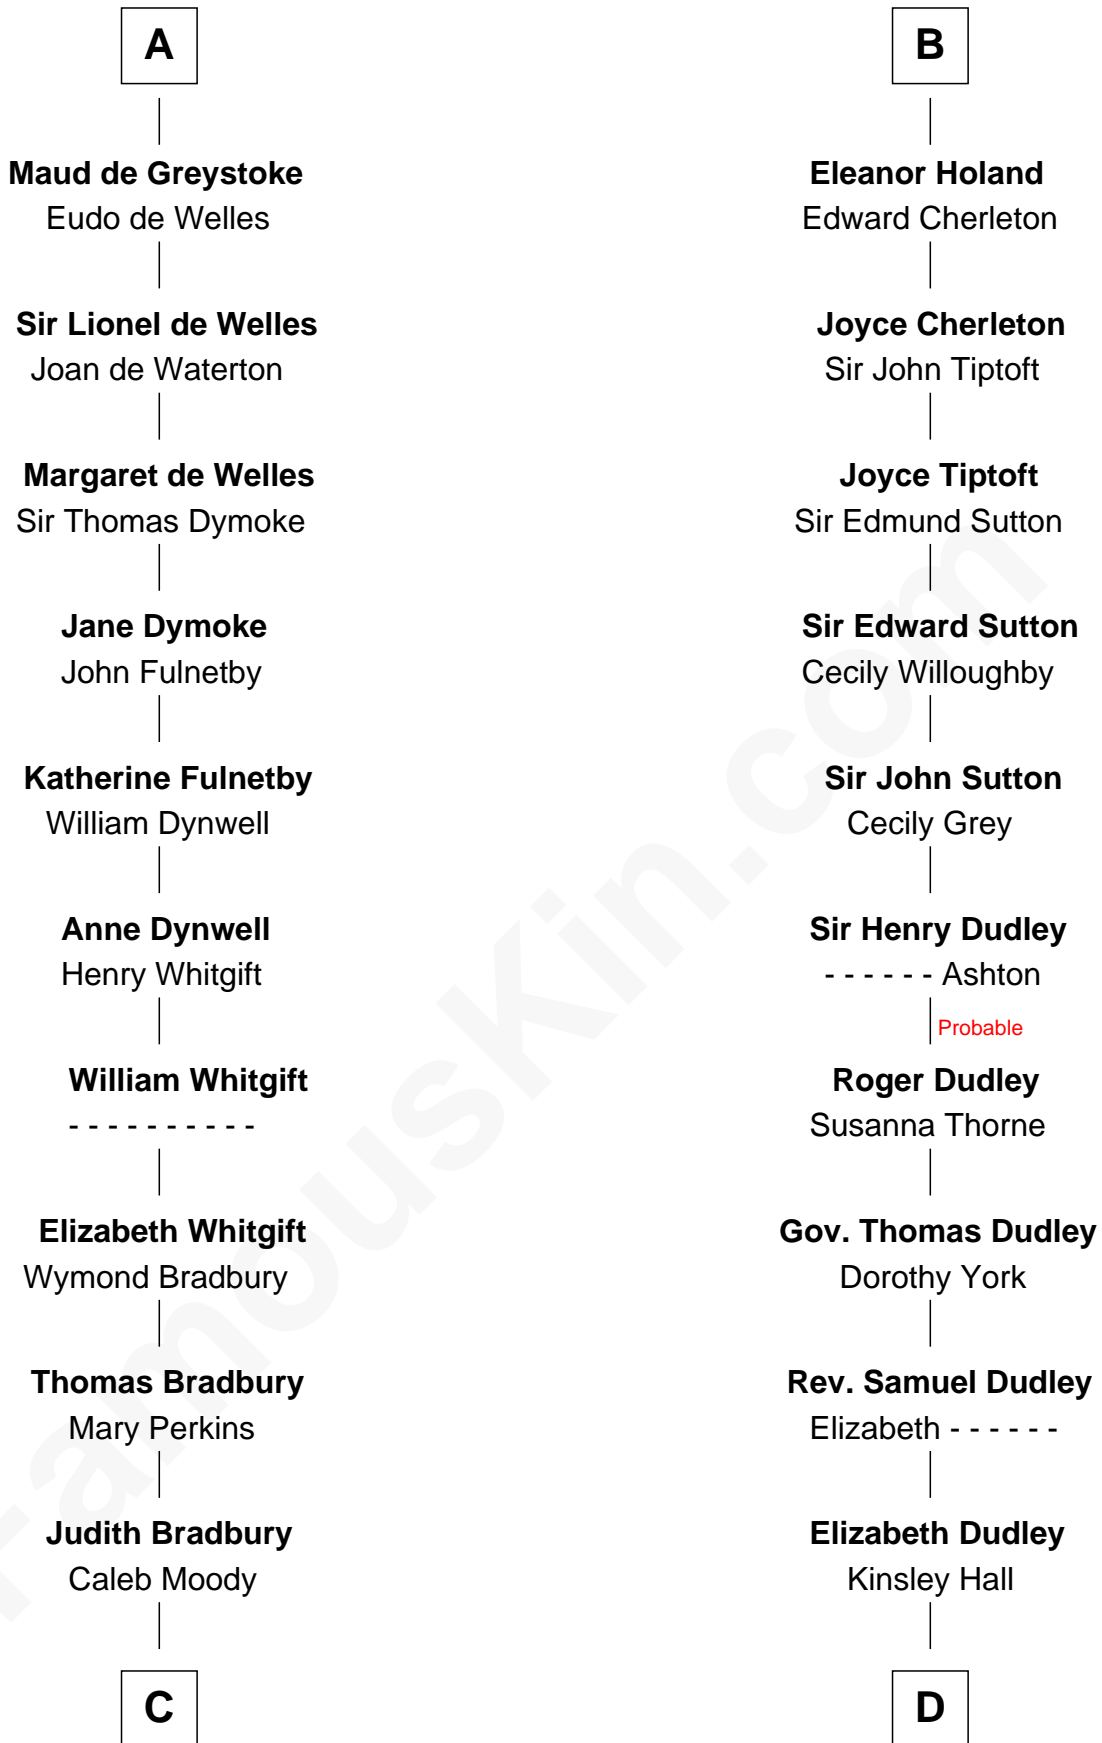 A
Maud de Greystoke
Eudo de Welles
Sir Lionel de Welles
Joan de Waterton
Margaret de Welles
Sir Thomas Dymoke
Jane Dymoke
John Fulnetby
Katherine Fulnetby
William Dynwell
Anne Dynwell
Henry Whitgift
William Whitgift
- - - - - - - - - -
Elizabeth Whitgift
Wymond Bradbury
Thomas Bradbury
Mary Perkins
Judith Bradbury
Caleb Moody
C
B
Eleanor Holand
Edward Cherleton
Joyce Cherleton
Sir John Tiptoft
Joyce Tiptoft
Sir Edmund Sutton
Sir Edward Sutton
Cecily Willoughby
Sir John Sutton
Cecily Grey
Sir Henry Dudley
- - - - - - Ashton
Probable
Roger Dudley
Susanna Thorne
Gov. Thomas Dudley
Dorothy York
Rev. Samuel Dudley
Elizabeth - - - - - -
Elizabeth Dudley
Kinsley Hall
D
FamousKin.com